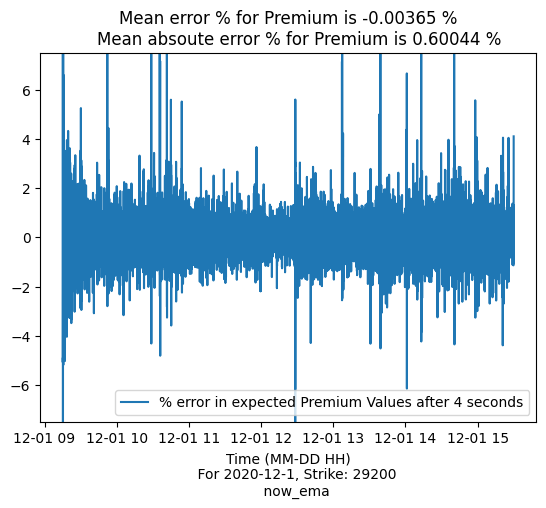 Mean error % for Premium is -0.00365 %
Mean absoute error % for Premium is 0.60044 %
6
4
2
0
−2
−4
−6
% error in expected Premium Values after 4 seconds
12-01 09 12-01 10 12-01 11 12-01 12 12-01 13 12-01 14 12-01 15
Time (MM-DD HH)
For 2020-12-1, Strike: 29200
now_ema